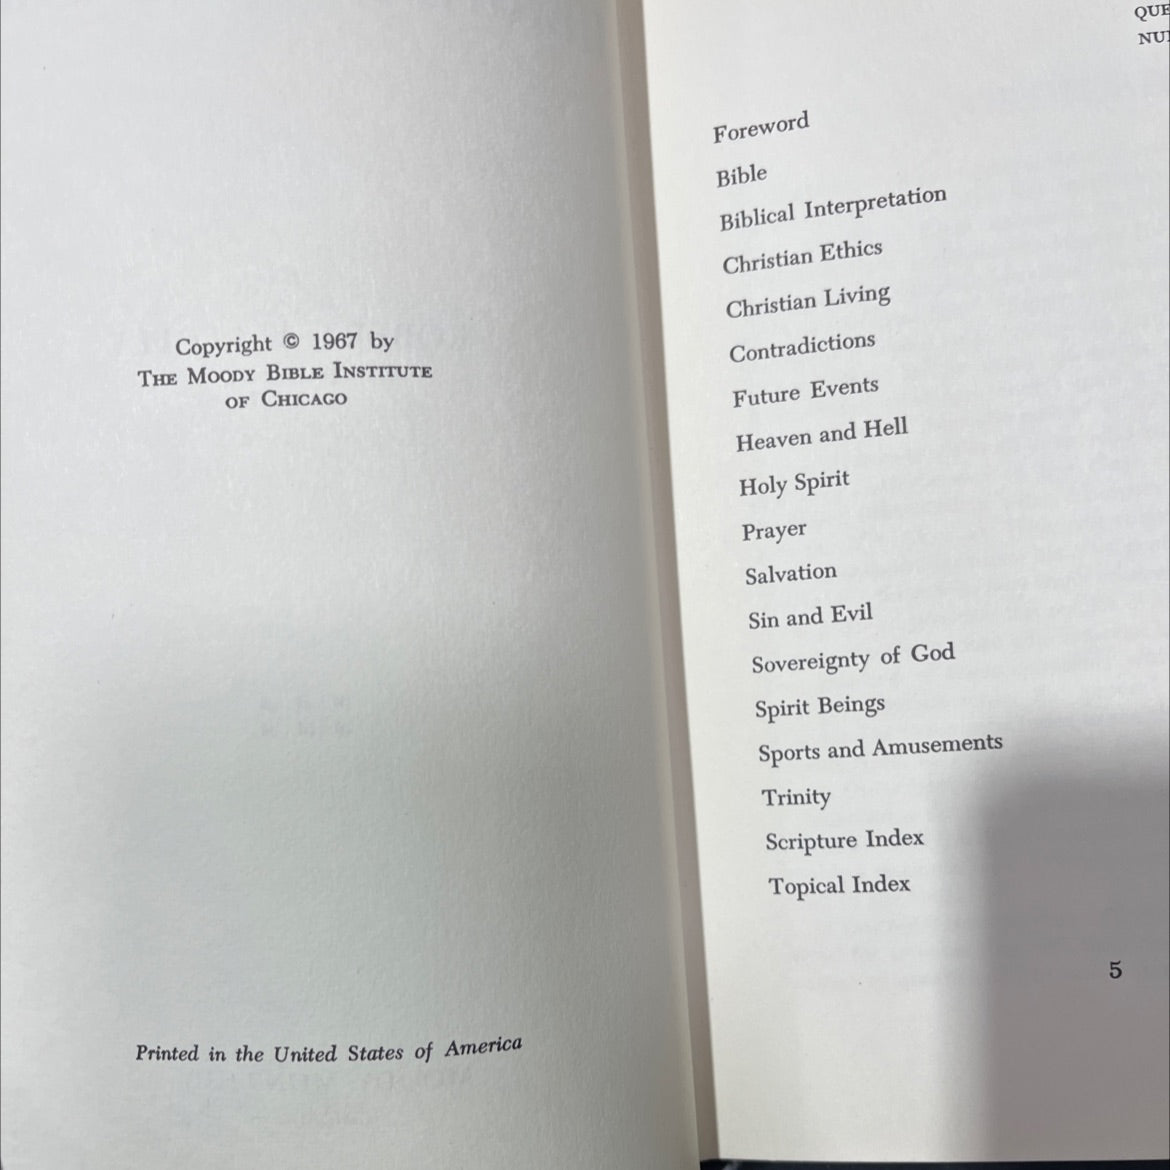 Copyright © 1967 by
The Moody Bible Institute
of Chicago
Printed in the United States of America
Foreword
Bible
Biblical Interpretation
Christian Ethics
Christian Living
Contradictions
Future Events
Heaven and Hell
Holy Spirit
Prayer
Salvation
Sin and Evil
Sovereignty of God
Spirit Beings
Sports and Amusements
Trinity
Scripture Index
Topical Index
5